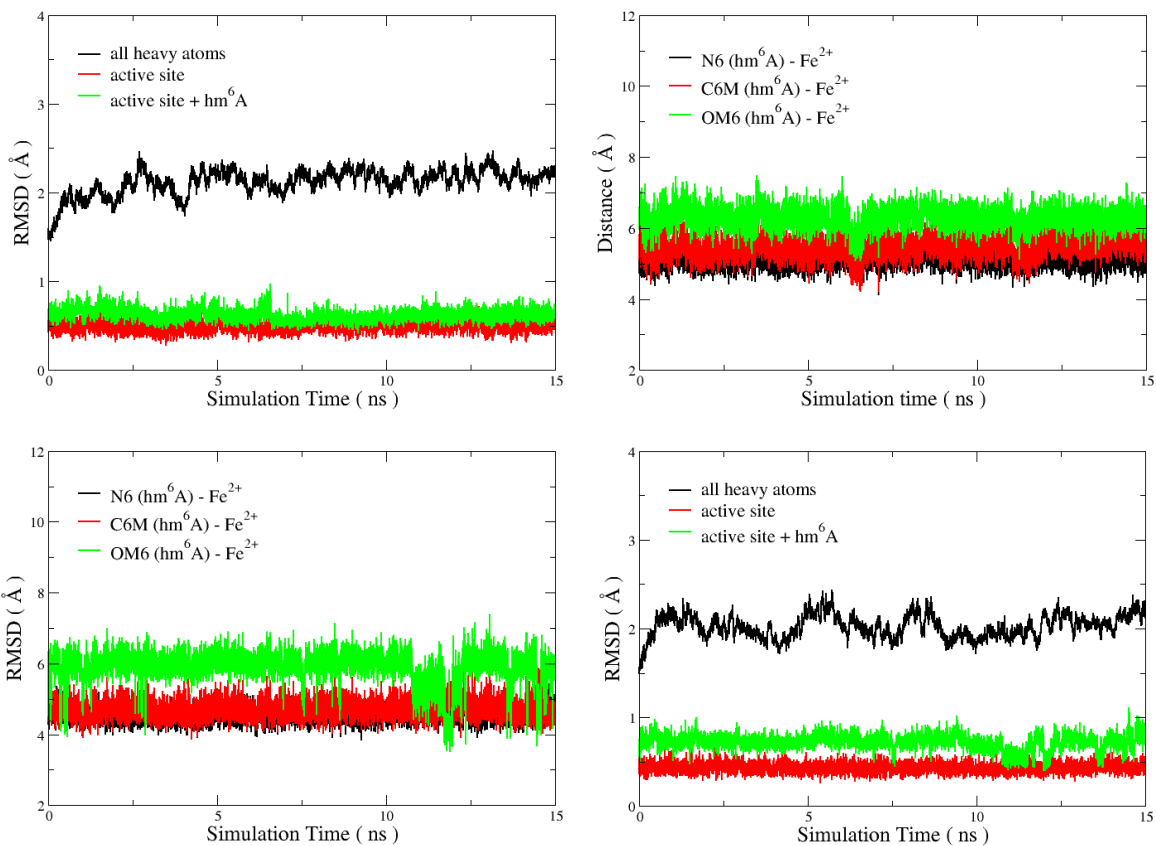 4
3
2
1
0
RMSD ( Å )
all heavy atoms
active site
active site + hm⁶A
0
5
10
15
Simulation Time ( ns )
12
10
8
6
4
2
Distance ( Å )
N6 (hm⁶A) - Fe²⁺
C6M (hm⁶A) - Fe²⁺
OM6 (hm⁶A) - Fe²⁺
0
5
10
15
Simulation time ( ns )
12
10
8
6
4
2
RMSD ( Å )
N6 (hm⁶A) - Fe²⁺
C6M (hm⁶A) - Fe²⁺
OM6 (hm⁶A) - Fe²⁺
0
5
10
15
Simulation Time ( ns )
4
3
2
1
0
RMSD ( Å )
all heavy atoms
active site
active site + hm⁶A
0
5
10
15
Simulation Time ( ns )